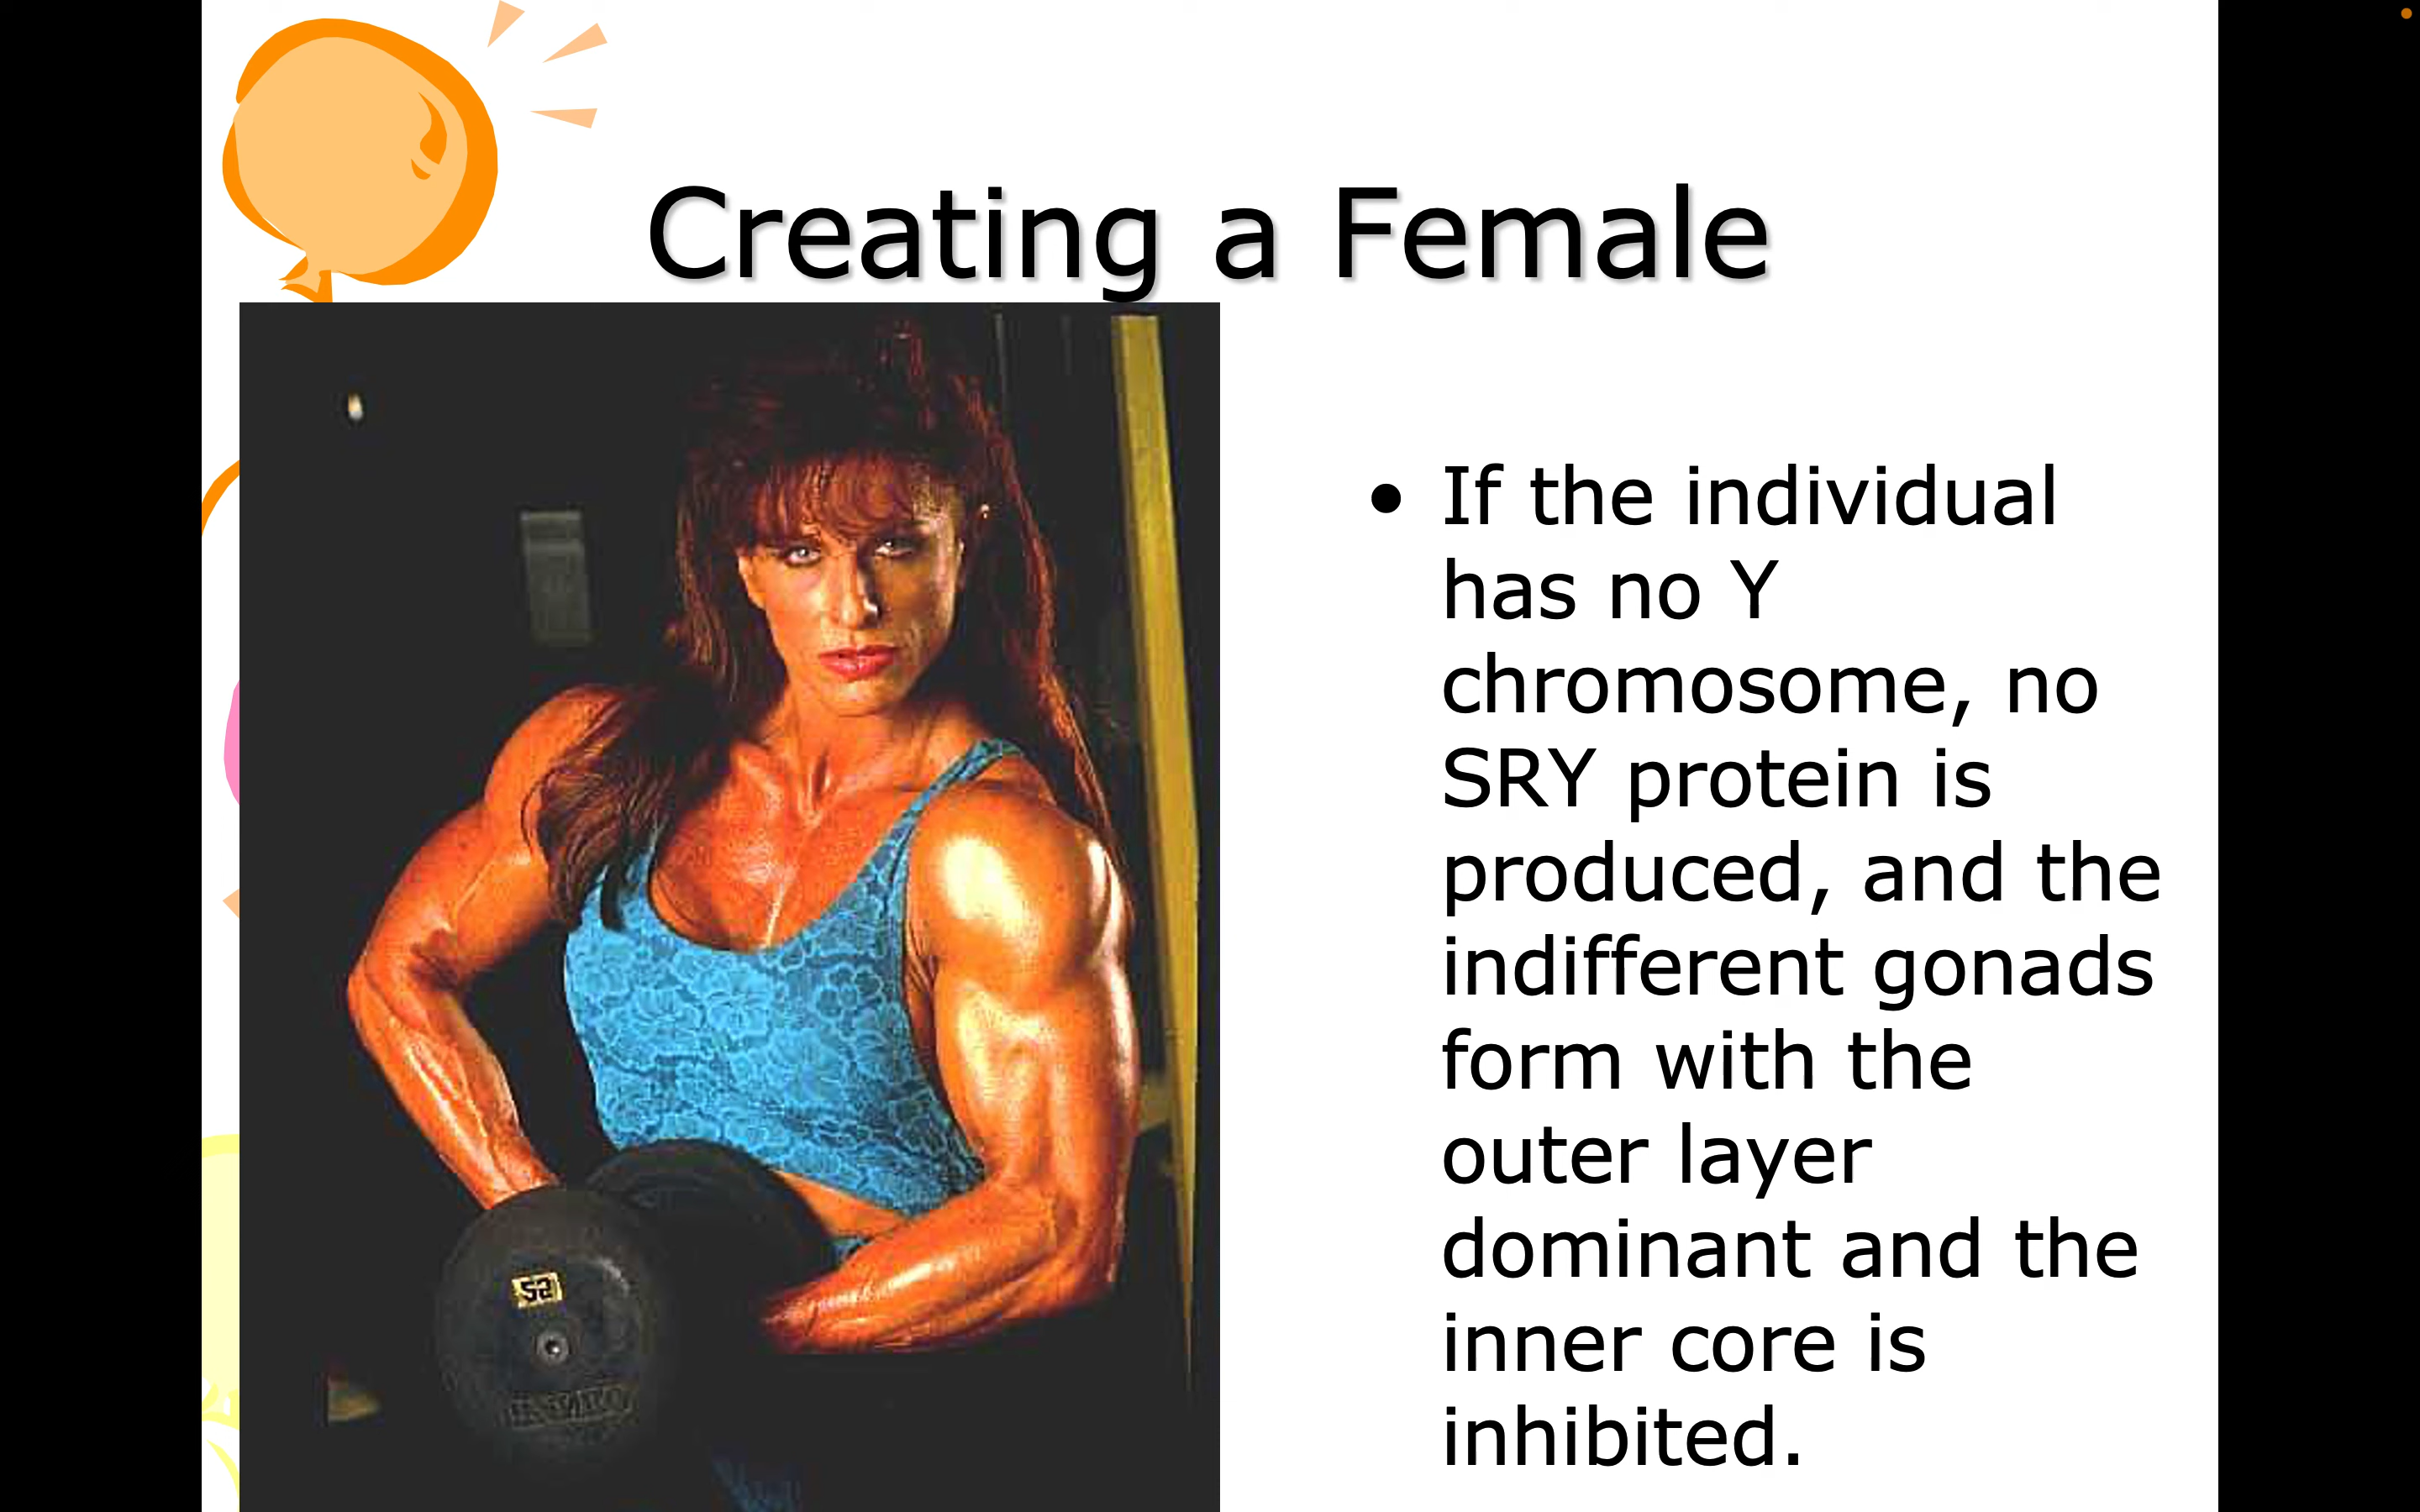 Creating a Female
• If the individual
has no Y
chromosome, no
SRY protein is
produced, and the
indifferent gonads
form with the
outer layer
dominant and the
inner core is
inhibited.